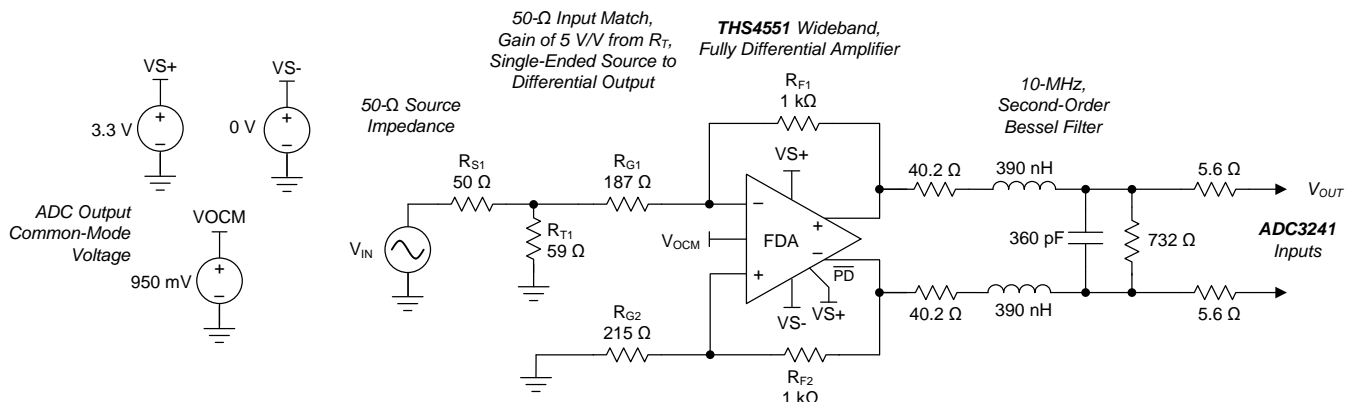 50-Ω Input Match,
Gain of 5 V/V from RT,
Single-Ended Source to
Differential Output
THS4551 Wideband,
Fully Differential Amplifier
VS+
3.3 V
VS-
0 V
50-Ω Source
Impedance
RF1
1 kΩ
10-MHz,
Second-Order
Bessel Filter
ADC Output
Common-Mode
Voltage
VOCM
950 mV
VIN
RS1
50 Ω
RT1
59 Ω
RG1
187 Ω
VS+
VOCM
FDA
PD
VS-
VS+
RG2
215 Ω
RF2
1 kΩ
40.2 Ω
390 nH
5.6 Ω
VOUT
360 pF
732 Ω
ADC3241
Inputs
40.2 Ω
390 nH
5.6 Ω